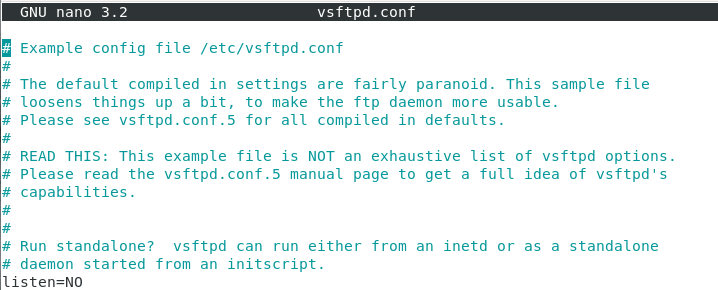 GNU nano 3.2 vsftpd.conf
# Example config file /etc/vsftpd.conf
#
# The default compiled in settings are fairly paranoid. This sample file
# loosens things up a bit, to make the ftp daemon more usable.
# Please see vsftpd.conf.5 for all compiled in defaults.
#
# READ THIS: This example file is NOT an exhaustive list of vsftpd options.
# Please read the vsftpd.conf.5 manual page to get a full idea of vsftpd's
# capabilities.
#
#
# Run standalone?  vsftpd can run either from an inetd or as a standalone
# daemon started from an initscript.
listen=NO